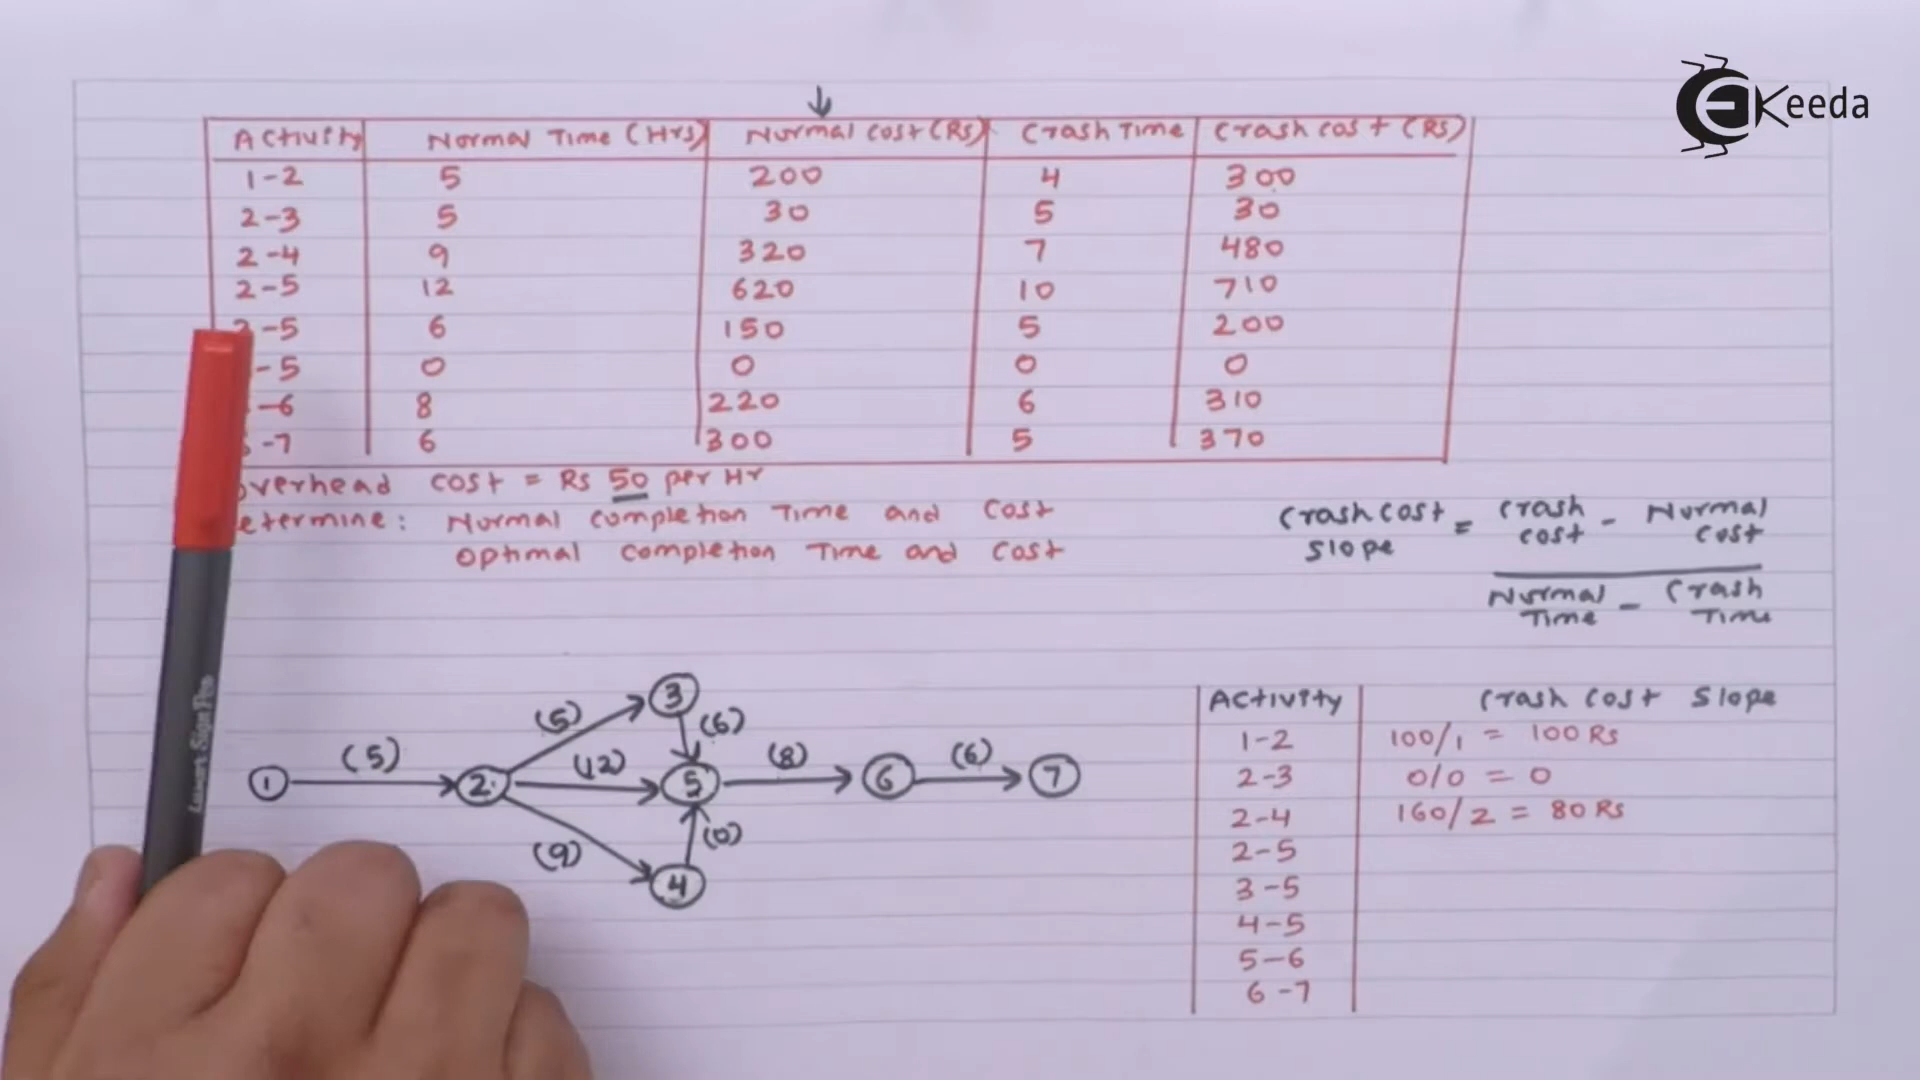 EKeeda
Activity Normal Time (Hrs) Normal cost (Rs) Crash Time Crash cost (Rs)
1-2 5 200 4 300
2-3 5 30 5 30
2-4 9 320 7 480
2-5 12 620 10 710
-5 6 150 5 200
-5 0 0 0 0
-6 8 220 6 310
-7 6 300 5 370
overhead cost = Rs 50 per Hr
etermine: Normal completion Time and Cost
optimal completion Time and Cost
Crash cost slope = Crash cost - Normal cost
Normal Time - Crash Time
1 (5) 2 (5) 3 (6) (12) 5 (8) 6 (6) 7
(9) 4 (0)
Activity Crash Cost Slope
1-2 100/1 = 100 Rs
2-3 0/0 = 0
2-4 160/2 = 80 Rs
2-5
3-5
4-5
5-6
6-7